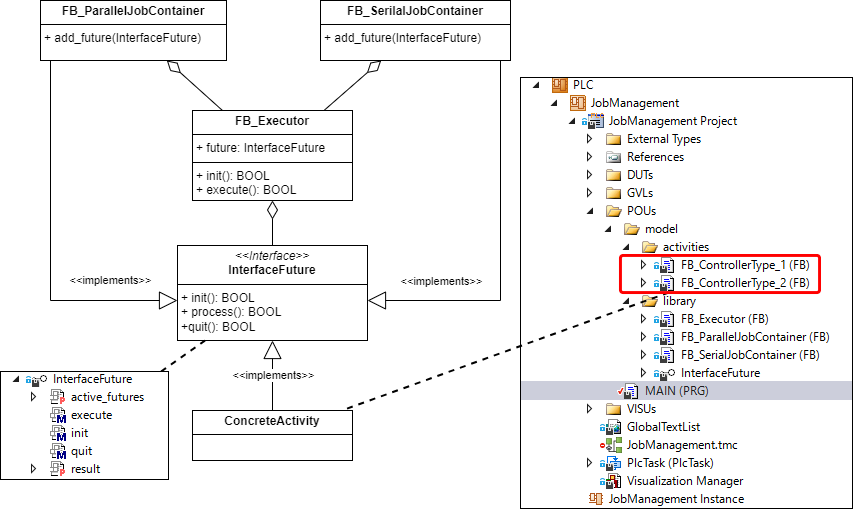 FB_ParallelJobContainer
+ add_future(InterfaceFuture)
FB_SerilalJobContainer
+ add_future(InterfaceFuture)
FB_Executor
+ future: InterfaceFuture
+ init(): BOOL
+ execute(): BOOL
<<Interface>>
InterfaceFuture
+ init(): BOOL
+ process(): BOOL
+quit(): BOOL
<<implements>>
<<implements>>
<<implements>>
ConcreteActivity
InterfaceFuture
active_futures
execute
init
quit
result
PLC
JobManagement
JobManagement Project
External Types
References
DUTs
GVLs
POUs
model
activities
FB_ControllerType_1 (FB)
FB_ControllerType_2 (FB)
library
FB_Executor (FB)
FB_ParallelJobContainer (FB)
FB_SerialJobContainer (FB)
InterfaceFuture
MAIN (PRG)
VISUs
GlobalTextList
JobManagement.tmc
PlcTask (PlcTask)
Visualization Manager
JobManagement Instance